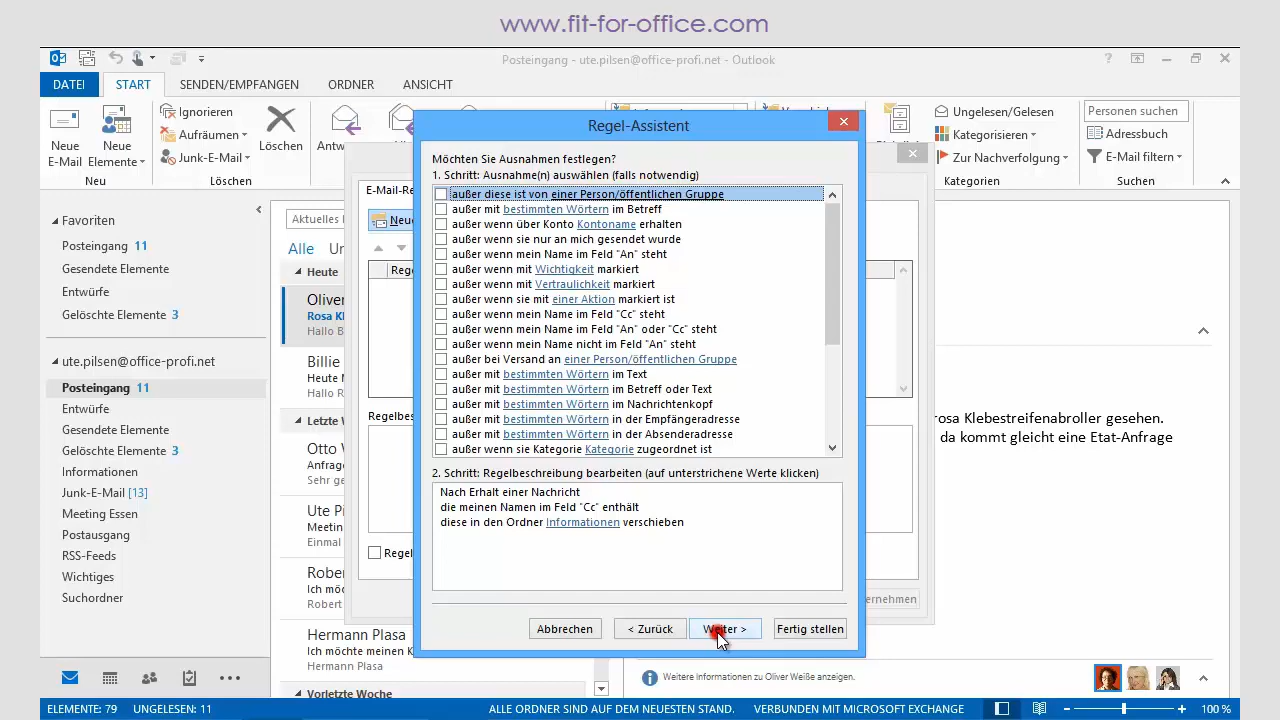 www.fit-for-office.com
Posteingang - ute.pilsen@office-profi.net - Outlook
DATEI
START
SENDEN/EMPFANGEN
ORDNER
ANSICHT
Neue E-Mail
Neue Elemente
Ignorieren
Aufräumen
Junk-E-Mail
Löschen
Neu
Löschen
Ungelesen/Gelesen
Kategorisieren
Zur Nachverfolgung
Kategorien
Personen suchen
Adressbuch
E-Mail filtern
Suchen
Favoriten
Posteingang 11
Gesendete Elemente
Entwürfe
Gelöschte Elemente 3
ute.pilsen@office-profi.net
Posteingang 11
Entwürfe
Gesendete Elemente
Gelöschte Elemente 3
Informationen
Junk-E-Mail [13]
Meeting Essen
Postausgang
RSS-Feeds
Wichtiges
Suchordner
Alle
Heute
Rosa
Hallo
Billie
Heute
Hallo
Otto
Robert
Hermann Plasa
Ich möchte meinen
Hermann Plasa
Vorletzte Woche
Regel-Assistent
Möchten Sie Ausnahmen festlegen?
1. Schritt: Ausnahme(n) auswählen (falls notwendig)
außer diese ist von einer Person/öffentlichen Gruppe
außer mit bestimmten Wörtern im Betreff
außer wenn über Konto Kontoname erhalten
außer wenn sie nur an mich gesendet wurde
außer wenn mein Name im Feld "An" steht
außer wenn mit Wichtigkeit markiert
außer wenn mit Vertraulichkeit markiert
außer wenn sie mit einer Aktion markiert ist
außer wenn mein Name im Feld "Cc" steht
außer wenn mein Name im Feld "An" oder "Cc" steht
außer wenn mein Name nicht im Feld "An" steht
außer bei Versand an einer Person/öffentlichen Gruppe
außer mit bestimmten Wörtern im Text
außer mit bestimmten Wörtern im Betreff oder Text
außer mit bestimmten Wörtern im Nachrichtenkopf
außer mit bestimmten Wörtern in der Empfängeradresse
außer mit bestimmten Wörtern in der Absenderadresse
außer wenn sie Kategorie Kategorie zugeordnet ist
2. Schritt: Regelbeschreibung bearbeiten (auf unterstrichene Werte klicken)
Nach Erhalt einer Nachricht
die meinen Namen im Feld "Cc" enthält
diese in den Ordner Informationen verschieben
Abbrechen
< Zurück
Weiter >
Fertig stellen
rosa Klebestreifenabroller gesehen.
da kommt gleich eine Etat-Anfrage
Weitere Informationen zu Oliver Weiße anzeigen.
ELEMENTE: 79
UNGELESEN: 11
ALLE ORDNER SIND AUF DEM NEUESTEN STAND.
VERBUNDEN MIT MICROSOFT EXCHANGE
100 %